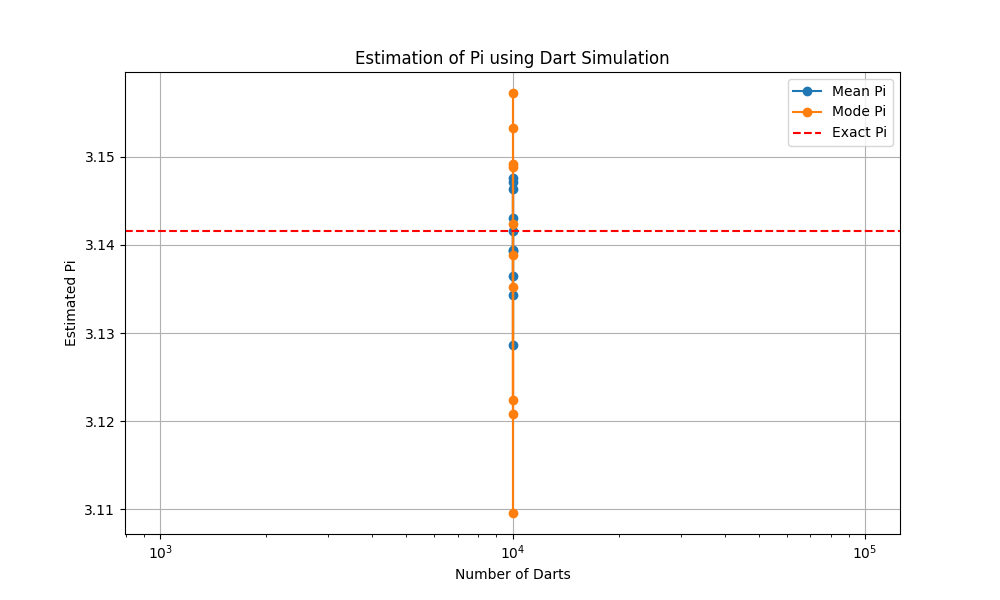 Estimation of Pi using Dart Simulation
Mean Pi
Mode Pi
Exact Pi
3.15
3.14
3.13
3.12
3.11
Estimated Pi
10³
10⁴
10⁵
Number of Darts